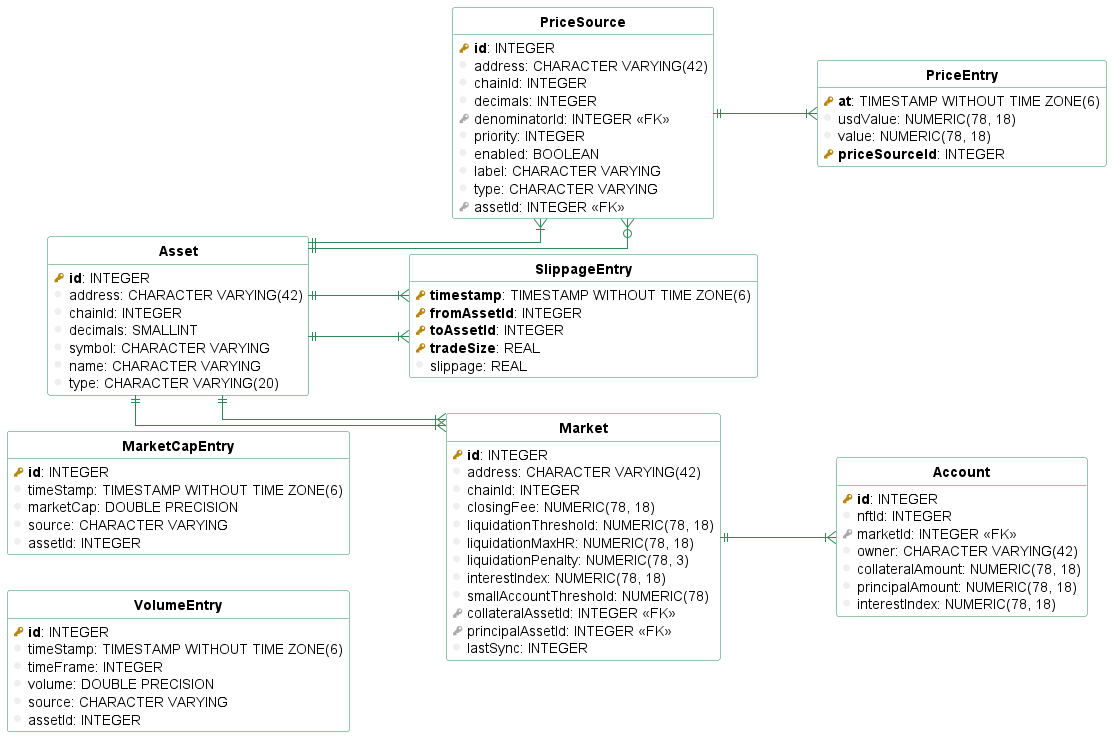 PriceSource
id: INTEGER
address: CHARACTER VARYING(42)
chainId: INTEGER
decimals: INTEGER
denominatorId: INTEGER «FK»
priority: INTEGER
enabled: BOOLEAN
label: CHARACTER VARYING
type: CHARACTER VARYING
assetId: INTEGER «FK»
PriceEntry
at: TIMESTAMP WITHOUT TIME ZONE(6)
usdValue: NUMERIC(78, 18)
value: NUMERIC(78, 18)
priceSourceId: INTEGER
Asset
id: INTEGER
address: CHARACTER VARYING(42)
chainId: INTEGER
decimals: SMALLINT
symbol: CHARACTER VARYING
name: CHARACTER VARYING
type: CHARACTER VARYING(20)
SlippageEntry
timestamp: TIMESTAMP WITHOUT TIME ZONE(6)
fromAssetId: INTEGER
toAssetId: INTEGER
tradeSize: REAL
slippage: REAL
MarketCapEntry
id: INTEGER
timeStamp: TIMESTAMP WITHOUT TIME ZONE(6)
marketCap: DOUBLE PRECISION
source: CHARACTER VARYING
assetId: INTEGER
Market
id: INTEGER
address: CHARACTER VARYING(42)
chainId: INTEGER
closingFee: NUMERIC(78, 18)
liquidationThreshold: NUMERIC(78, 18)
liquidationMaxHR: NUMERIC(78, 18)
liquidationPenalty: NUMERIC(78, 3)
interestIndex: NUMERIC(78, 18)
smallAccountThreshold: NUMERIC(78)
collateralAssetId: INTEGER «FK»
principalAssetId: INTEGER «FK»
lastSync: INTEGER
Account
id: INTEGER
nftId: INTEGER
marketId: INTEGER «FK»
owner: CHARACTER VARYING(42)
collateralAmount: NUMERIC(78, 18)
principalAmount: NUMERIC(78, 18)
interestIndex: NUMERIC(78, 18)
VolumeEntry
id: INTEGER
timeStamp: TIMESTAMP WITHOUT TIME ZONE(6)
timeFrame: INTEGER
volume: DOUBLE PRECISION
source: CHARACTER VARYING
assetId: INTEGER